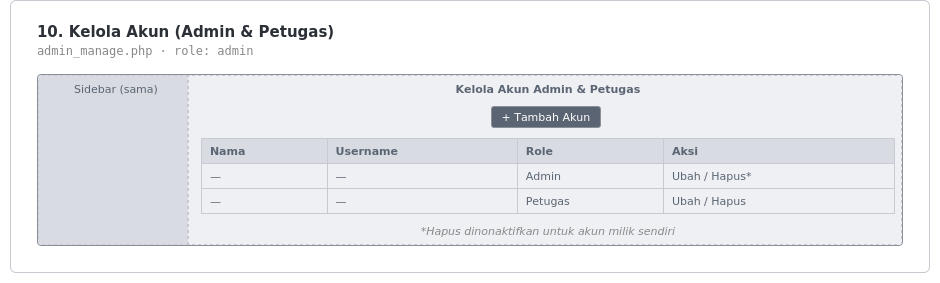 10. Kelola Akun (Admin & Petugas)
admin_manage.php · role: admin
Sidebar (sama)
Kelola Akun Admin & Petugas
+ Tambah Akun
Nama Username Role Aksi
— — Admin Ubah / Hapus*
— — Petugas Ubah / Hapus
*Hapus dinonaktifkan untuk akun milik sendiri